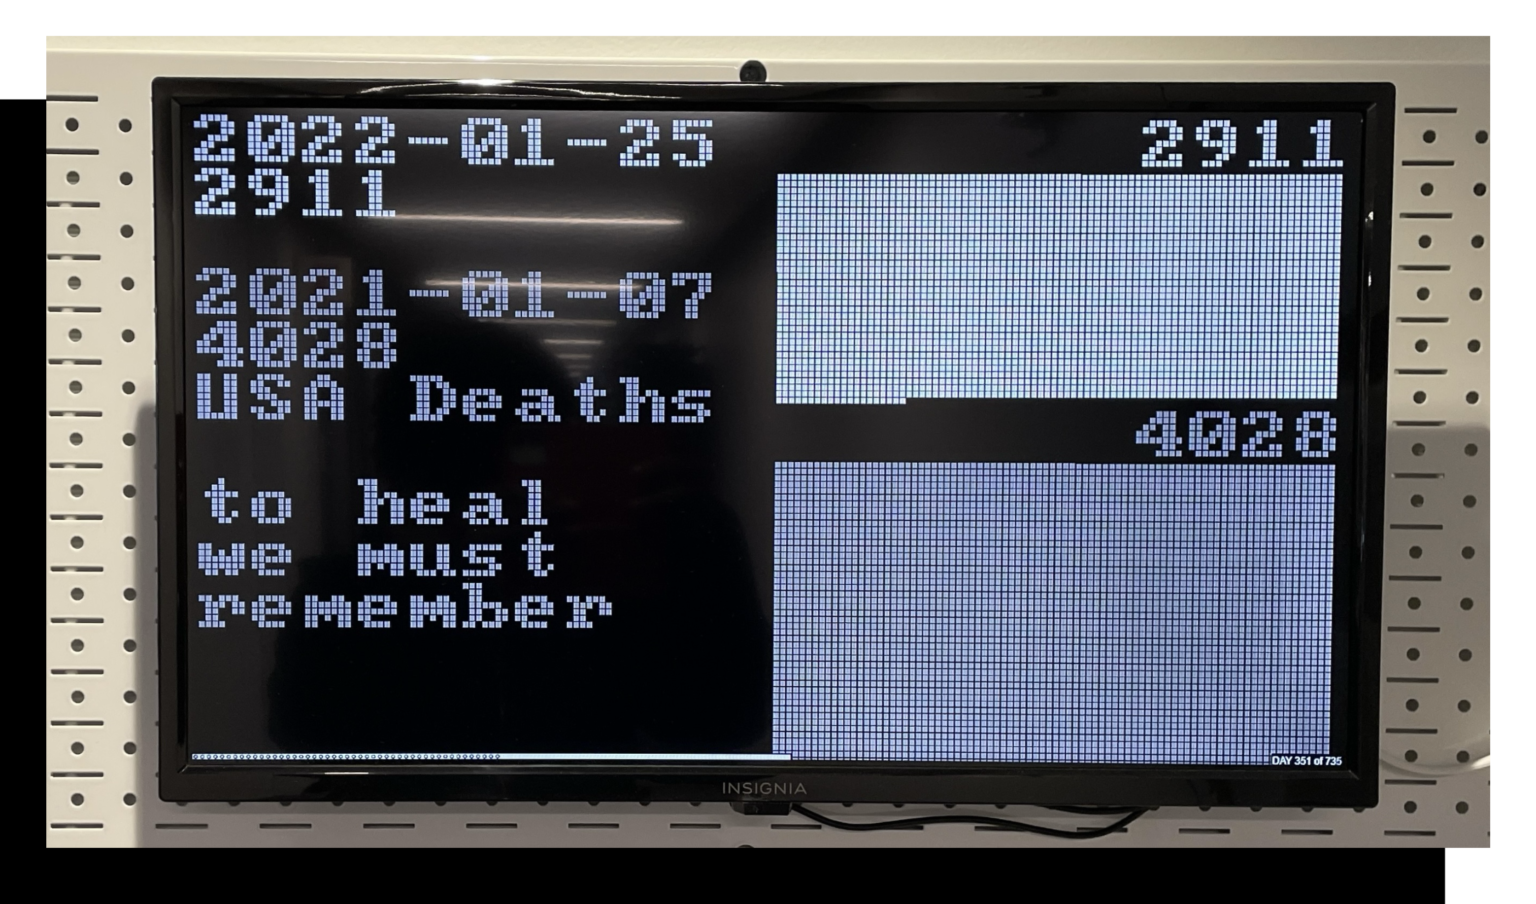 2022-01-25
2911
2021-01-07
4028
USA Deaths
to heal
we must
remember
2911
4028
DAY 351 of 735
INSIGNIA